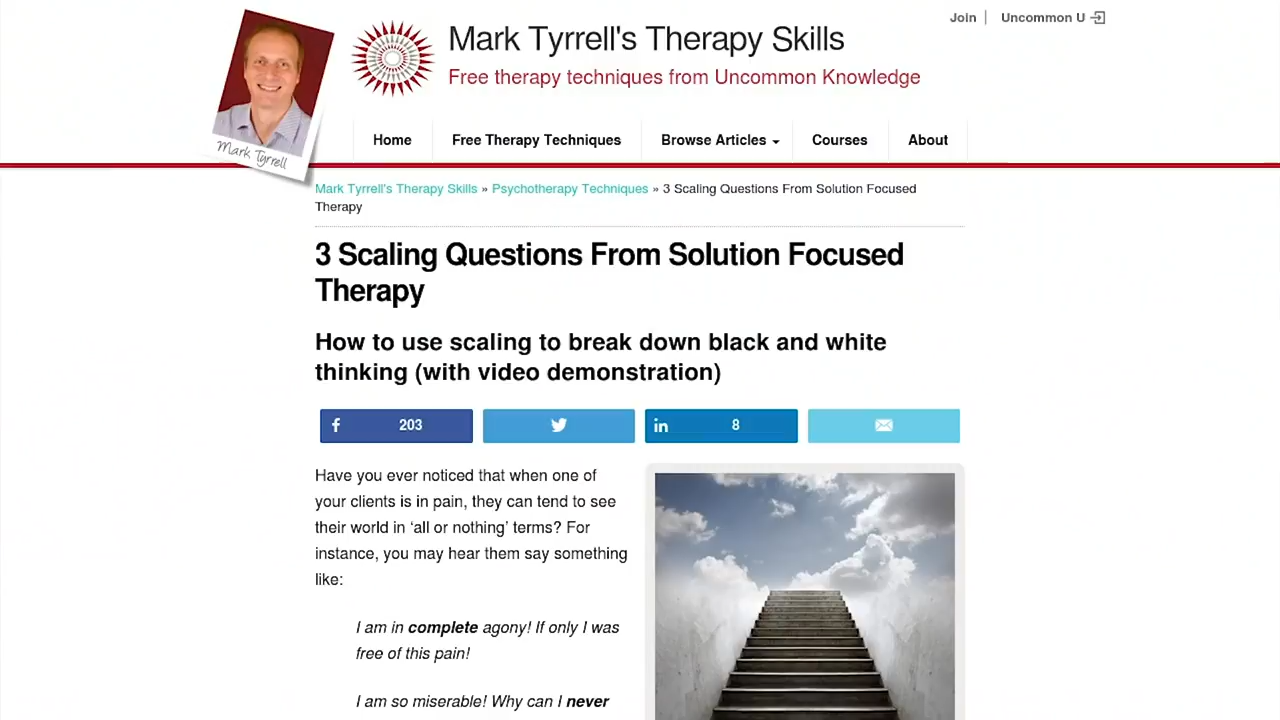 Join | Uncommon U
Mark Tyrrell's Therapy Skills
Free therapy techniques from Uncommon Knowledge
Mark Tyrrell
Home Free Therapy Techniques Browse Articles Courses About
Mark Tyrrell's Therapy Skills » Psychotherapy Techniques » 3 Scaling Questions From Solution Focused
Therapy
3 Scaling Questions From Solution Focused
Therapy
How to use scaling to break down black and white
thinking (with video demonstration)
f 203
in 8
Have you ever noticed that when one of
your clients is in pain, they can tend to see
their world in ‘all or nothing’ terms? For
instance, you may hear them say something
like:
I am in complete agony! If only I was
free of this pain!
I am so miserable! Why can I never